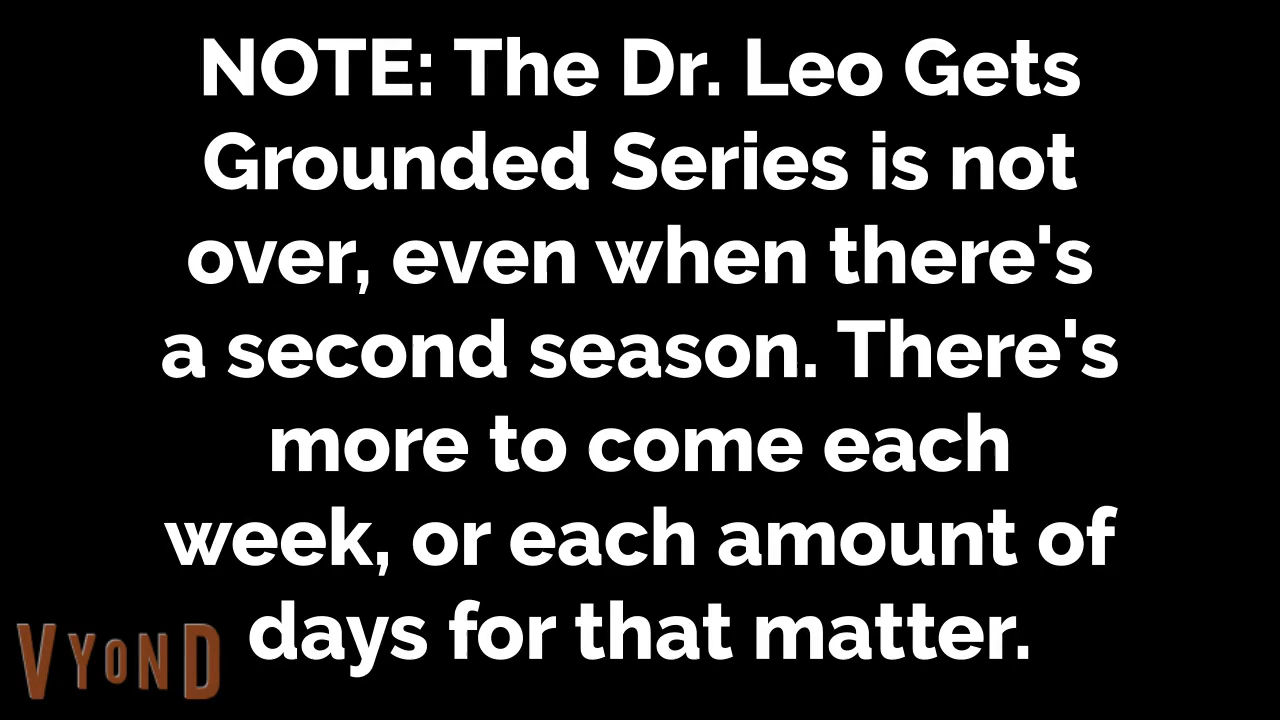 NOTE: The Dr. Leo Gets
Grounded Series is not
over, even when there's
a second season. There's
more to come each
week, or each amount of
days for that matter.
VYOND